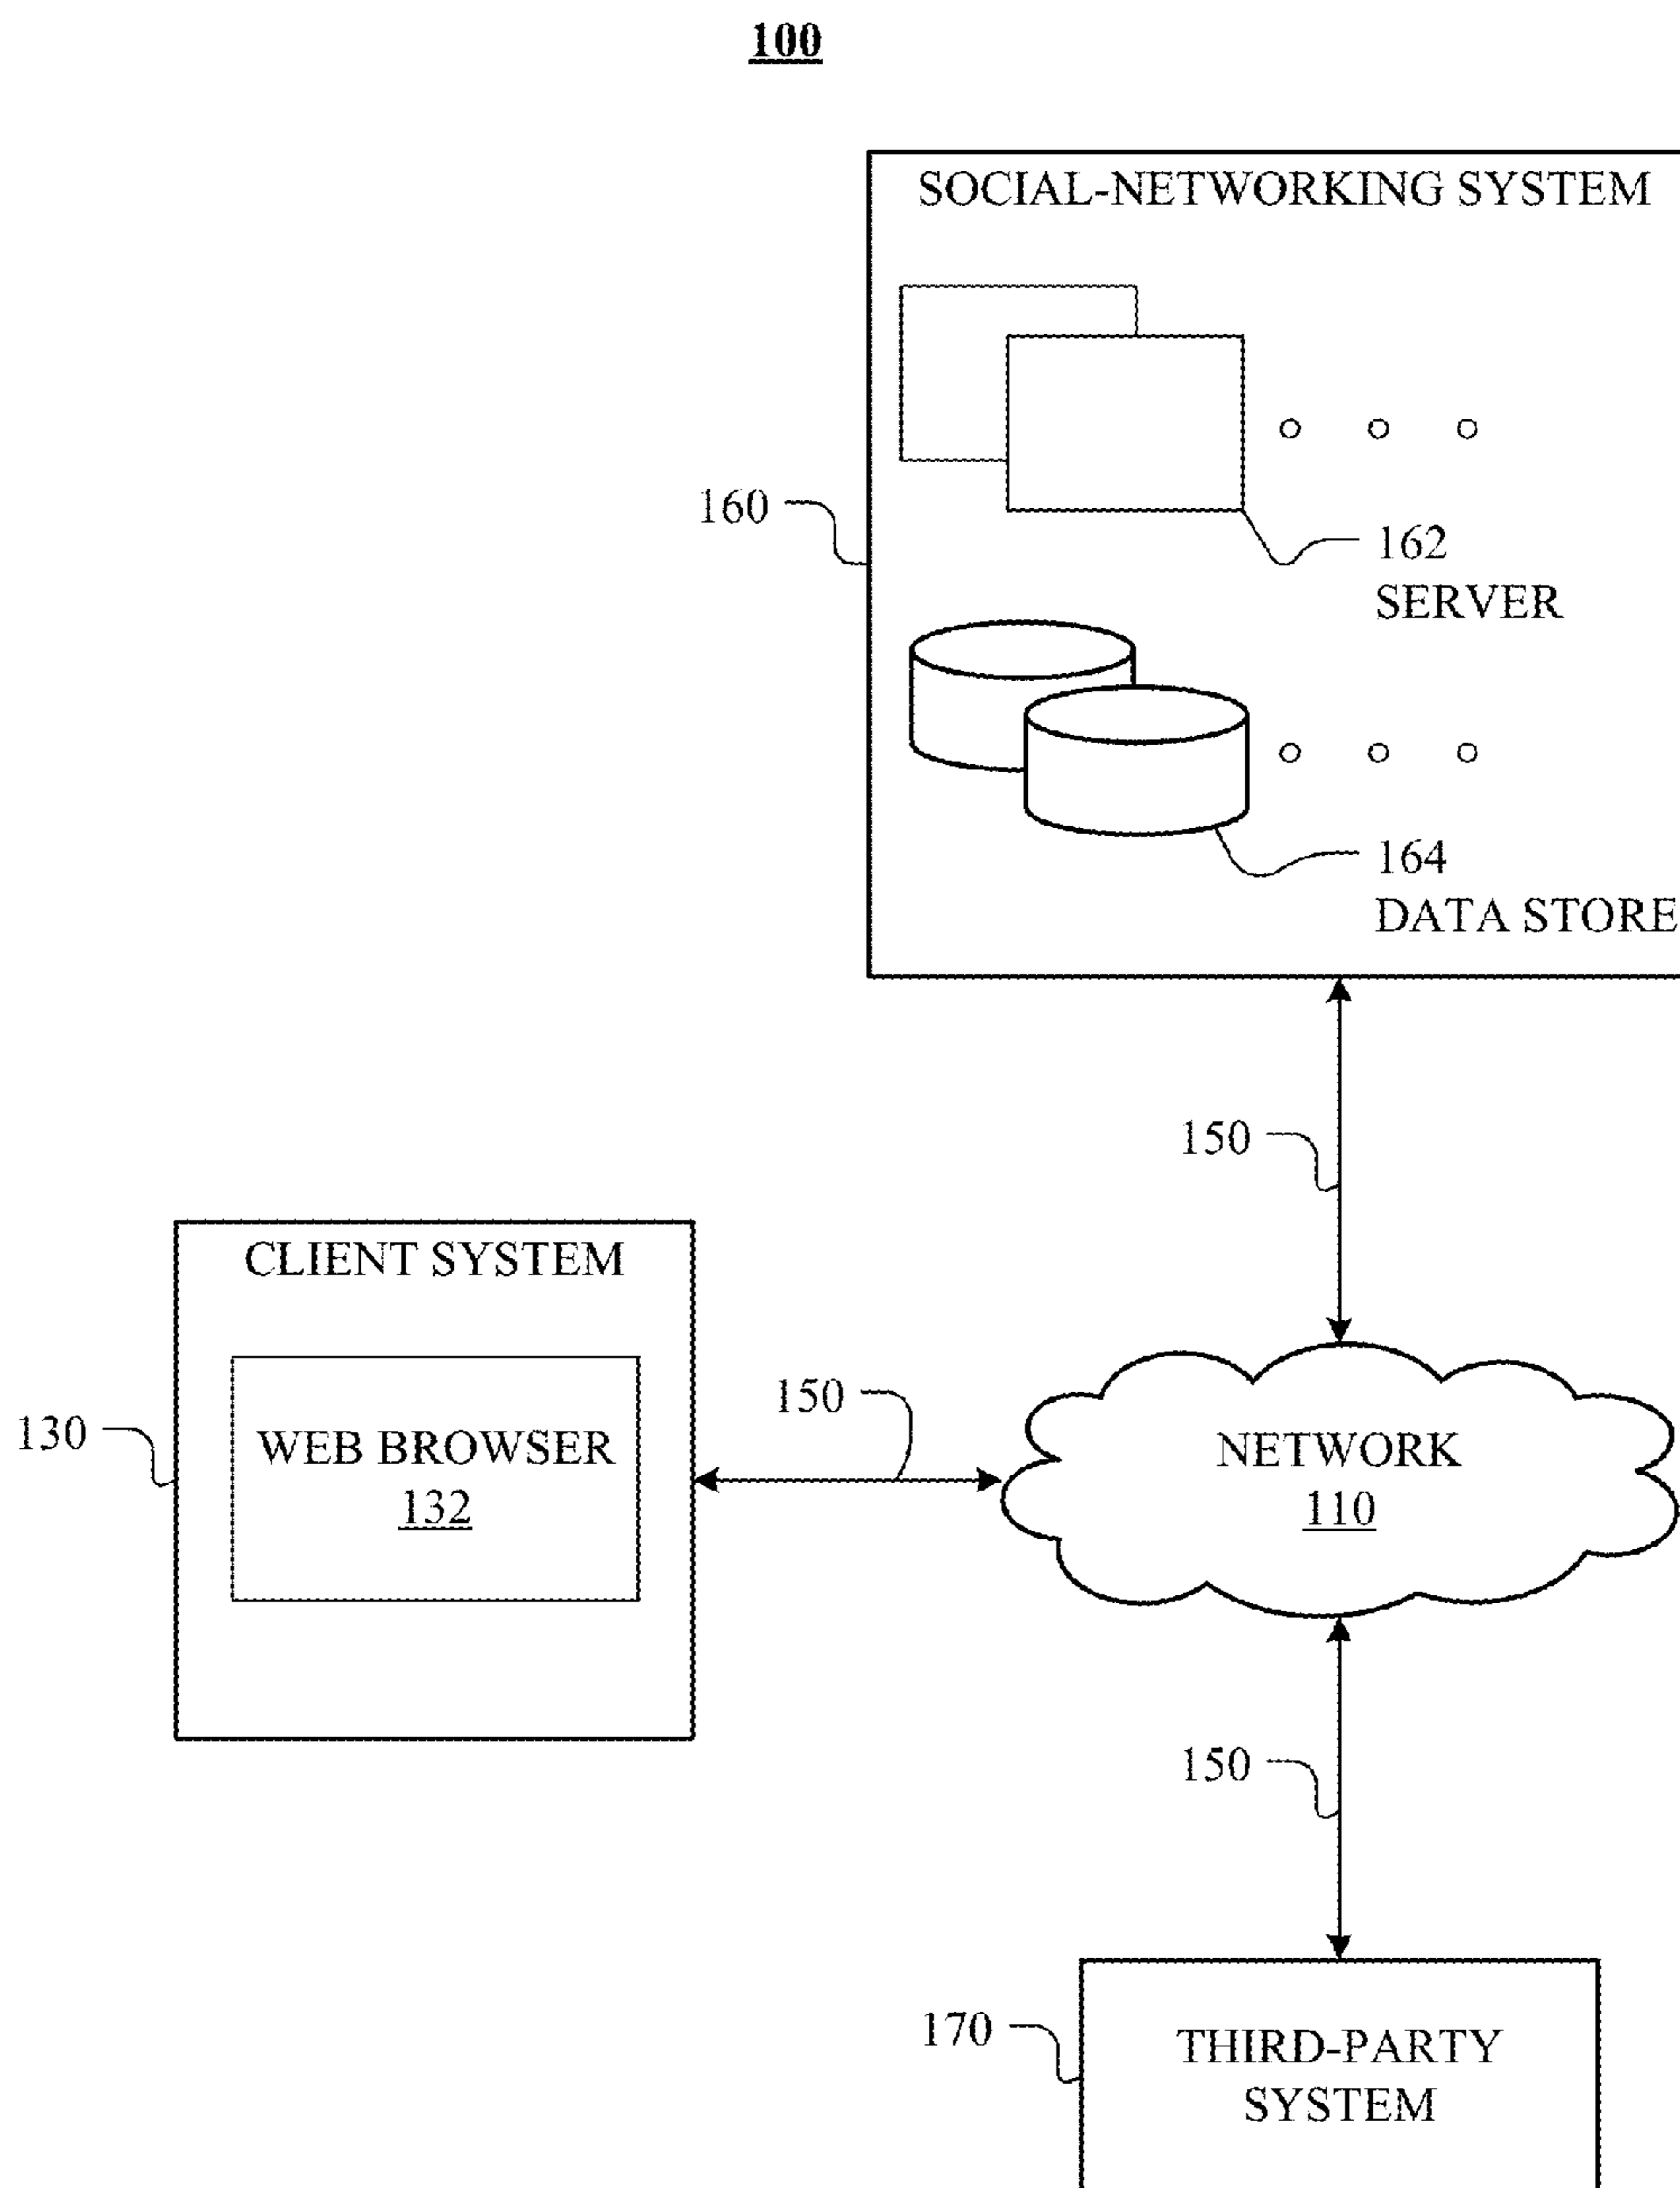 100
SOCIAL-NETWORKING SYSTEM
160
162
SERVER
164
DATA STORE
150
CLIENT SYSTEM
130
WEB BROWSER
132
150
NETWORK
110
150
170
THIRD-PARTY
SYSTEM